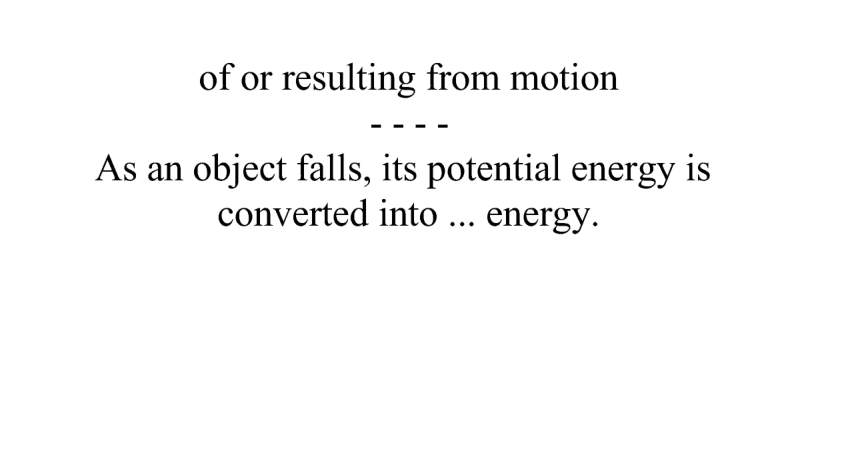 of or resulting from motion
- - - -
As an object falls, its potential energy is
converted into ... energy.